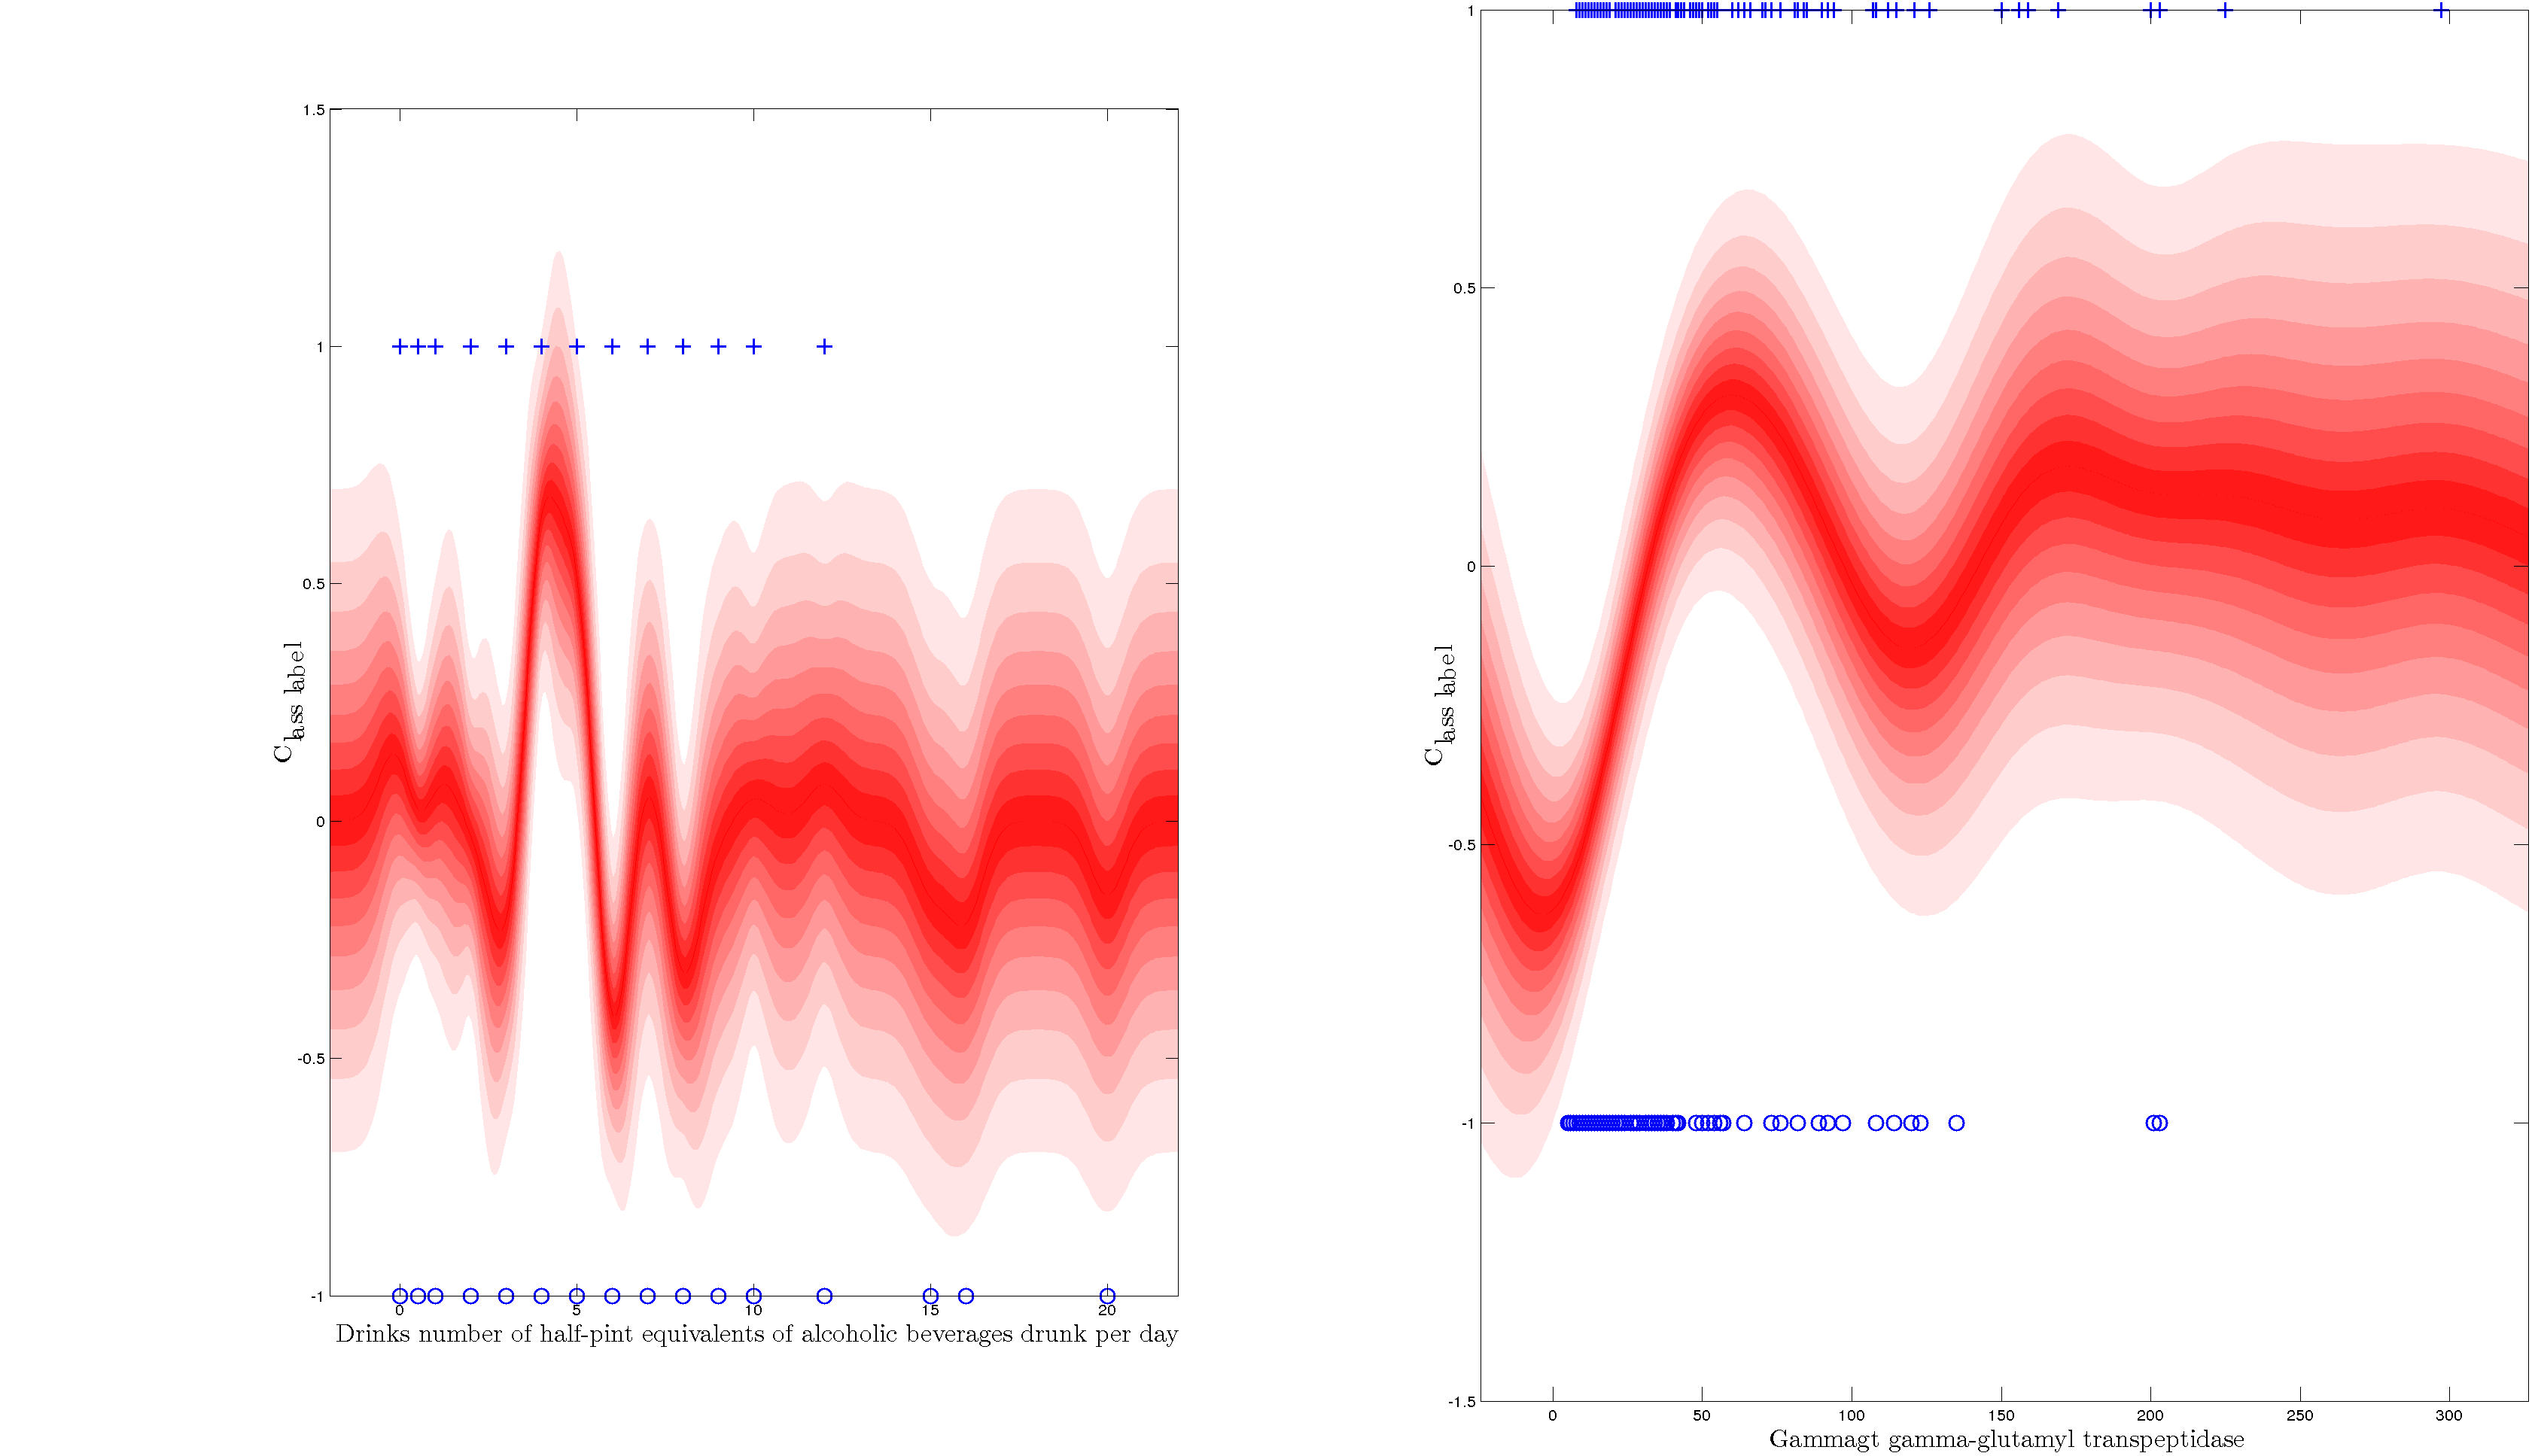 1.5
1
0.5
0
-0.5
-1
0 5 10 15 20
Class label
Drinks number of half-pint equivalents of alcoholic beverages drunk per day
1
0.5
0
-0.5
-1
-1.5
0 50 100 150 200 250 300
Class label
Gammagt gamma-glutamyl transpeptidase